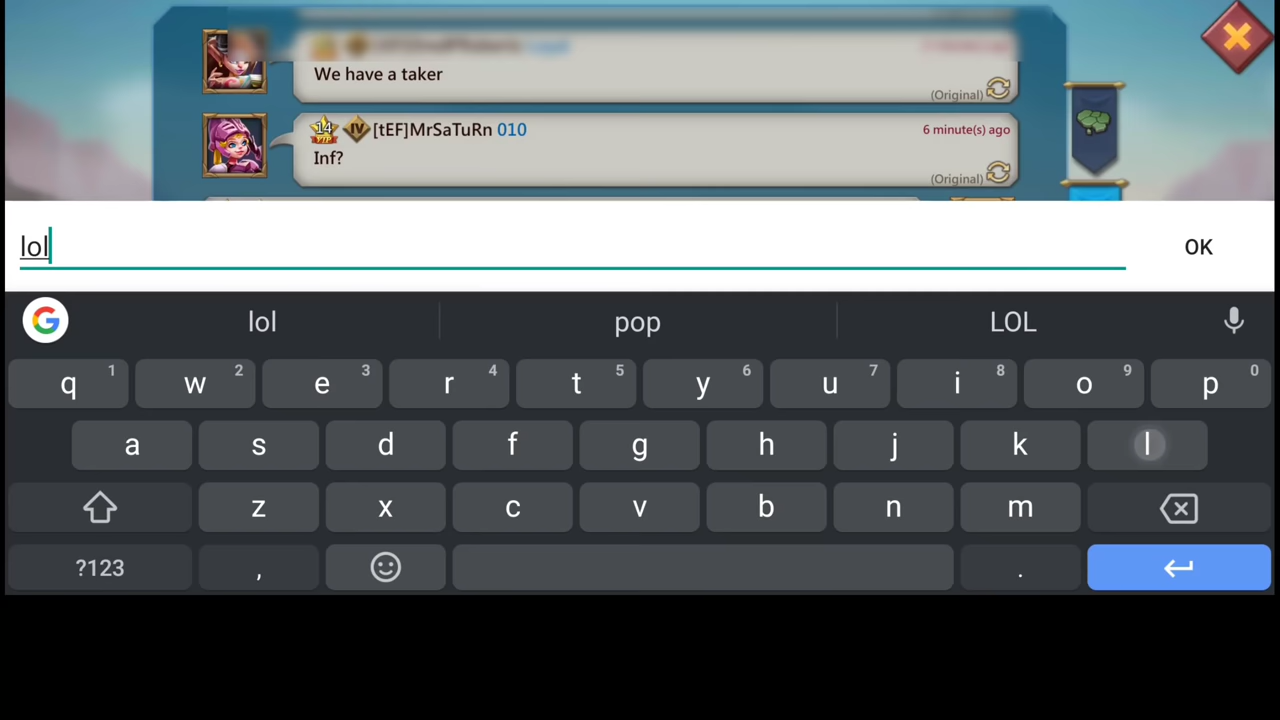 We have a taker
(Original)
14 VIP IV [tEF]MrSaTuRn 010
6 minute(s) ago
Inf?
(Original)
lol
OK
G
lol pop LOL
q 1 w 2 e 3 r 4 t 5 y 6 u 7 i 8 o 9 p 0
a s d f g h j k l
z x c v b n m
?123 , .